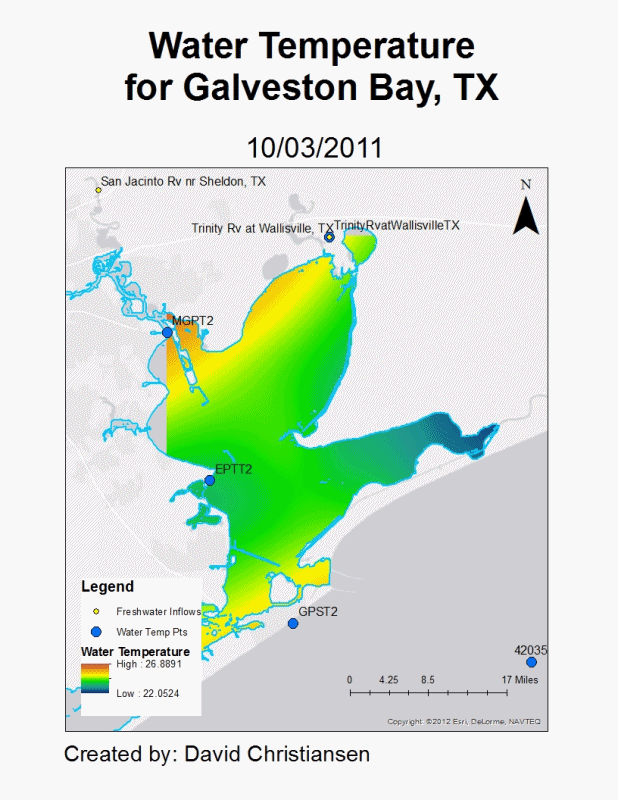 Water Temperature
for Galveston Bay, TX
10/03/2011
San Jacinto Rv nr Sheldon, TX
N
Trinity Rv at Wallisville, TX
TrinityRvatWallisvilleTX
MGPT2
EPTT2
GPST2
42035
Legend
Freshwater Inflows
Water Temp Pts
Water Temperature
High : 26.8891
Low : 22.0524
0 4.25 8.5 17 Miles
Copyright: ©2012 Esri, DeLorme, NAVTEQ
Created by: David Christiansen